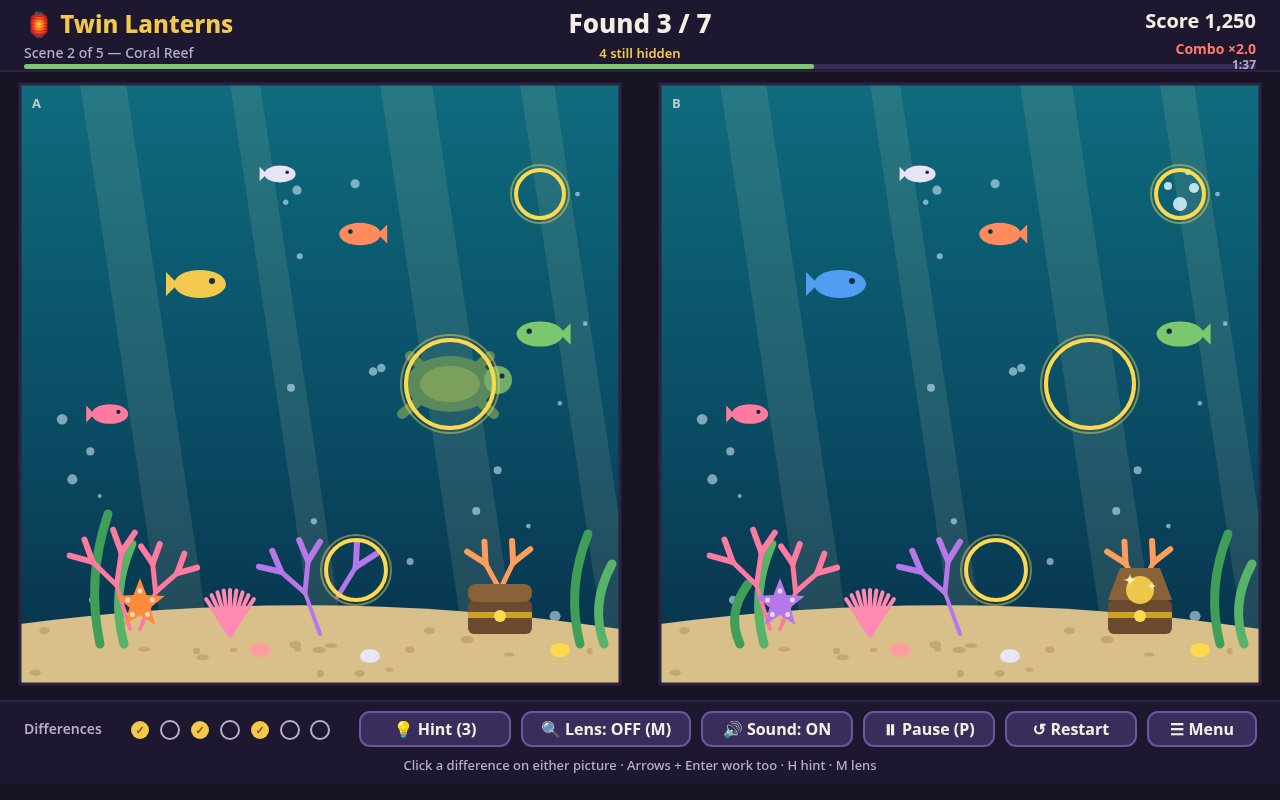 🏮 Twin Lanterns
Scene 2 of 5 — Coral Reef
Found 3 / 7
4 still hidden
Score 1,250
Combo ×2.0
1:37
A
B
Differences
💡 Hint (3)
🔍 Lens: OFF (M)
🔊 Sound: ON
⏸ Pause (P)
↺ Restart
☰ Menu
Click a difference on either picture · Arrows + Enter work too · H hint · M lens